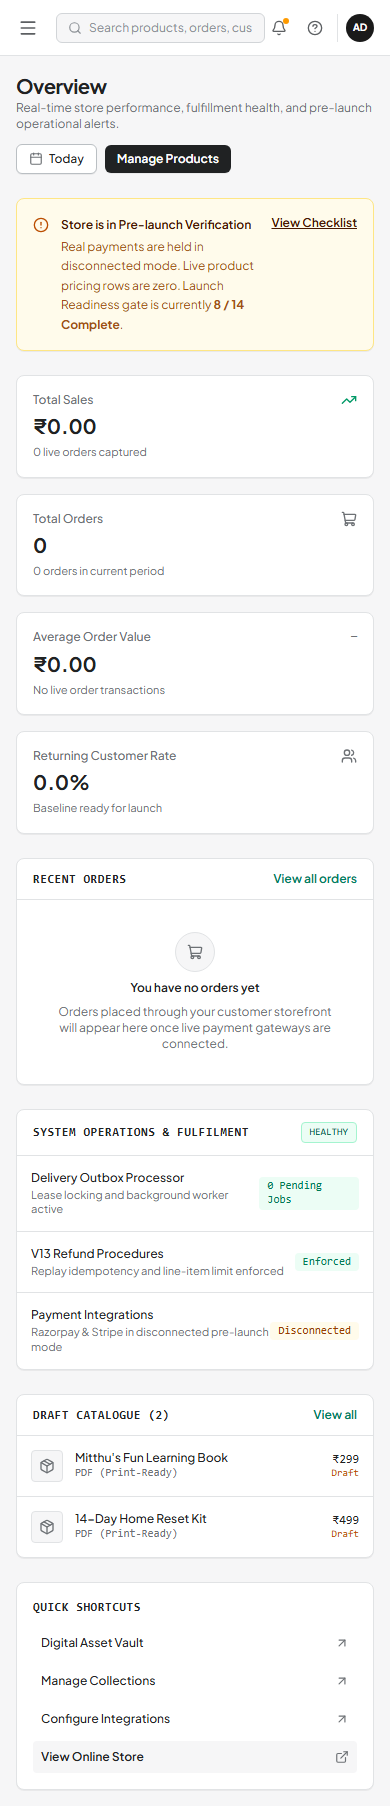 Search products, orders, cus
AD
Overview
Real-time store performance, fulfillment health, and pre-launch
operational alerts.
Today
Manage Products
Store is in Pre-launch Verification
View Checklist
Real payments are held in
disconnected mode. Live product
pricing rows are zero. Launch
Readiness gate is currently 8 / 14
Complete.
Total Sales
₹0.00
0 live orders captured
Total Orders
0
0 orders in current period
Average Order Value
–
₹0.00
No live order transactions
Returning Customer Rate
0.0%
Baseline ready for launch
RECENT ORDERS
View all orders
You have no orders yet
Orders placed through your customer storefront
will appear here once live payment gateways are
connected.
SYSTEM OPERATIONS & FULFILMENT
HEALTHY
Delivery Outbox Processor
Lease locking and background worker
active
0 Pending
Jobs
V13 Refund Procedures
Replay idempotency and line-item limit enforced
Enforced
Payment Integrations
Razorpay & Stripe in disconnected pre-launch
mode
Disconnected
DRAFT CATALOGUE (2)
View all
Mitthu's Fun Learning Book
PDF (Print-Ready)
₹299
Draft
14-Day Home Reset Kit
PDF (Print-Ready)
₹499
Draft
QUICK SHORTCUTS
Digital Asset Vault
Manage Collections
Configure Integrations
View Online Store